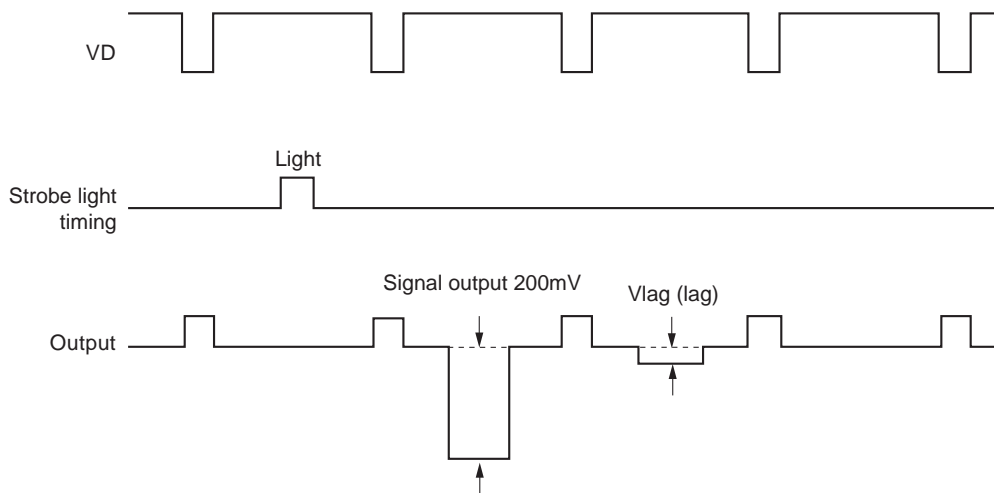 VD
Light
Strobe light
timing
Signal output 200mV
Vlag (lag)
Output